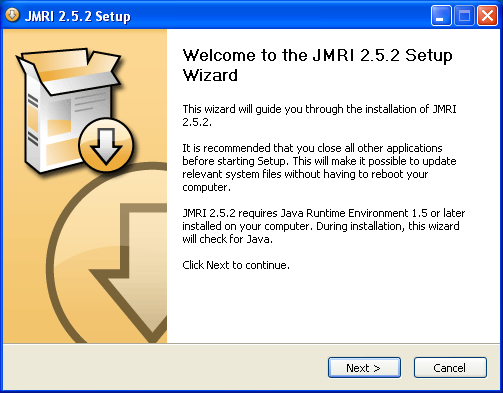 JMRI 2.5.2 Setup
Welcome to the JMRI 2.5.2 Setup
Wizard
This wizard will guide you through the installation of JMRI
2.5.2.
It is recommended that you close all other applications
before starting Setup. This will make it possible to update
relevant system files without having to reboot your
computer.
JMRI 2.5.2 requires Java Runtime Environment 1.5 or later
installed on your computer. During installation, this wizard
will check for Java.
Click Next to continue.
Next >
Cancel